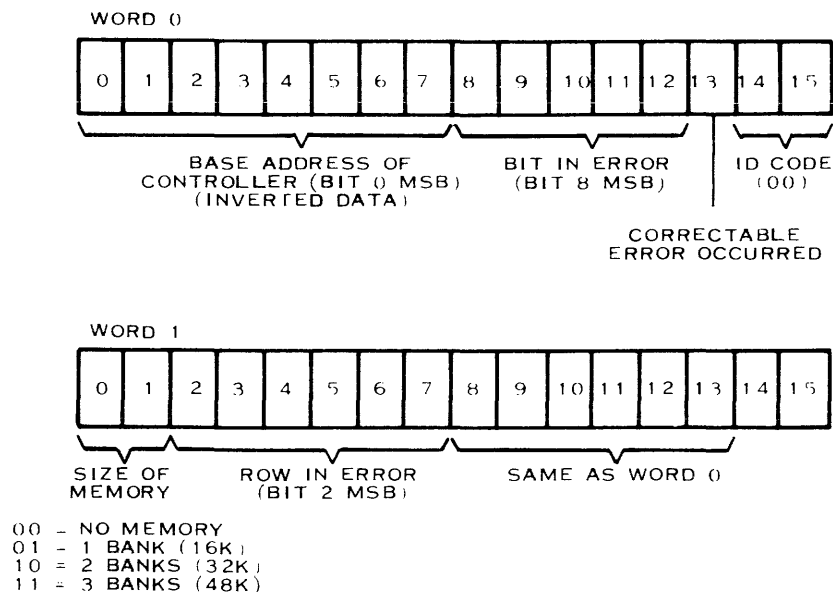 WORD 0
0 1 2 3 4 5 6 7 8 9 10 11 12 13 14 15
BASE ADDRESS OF
CONTROLLER (BIT 0 MSB)
(INVERTED DATA)
BIT IN ERROR
(BIT 8 MSB)
ID CODE
(00)
CORRECTABLE
ERROR OCCURRED
WORD 1
0 1 2 3 4 5 6 7 8 9 10 11 12 13 14 15
SIZE OF
MEMORY
ROW IN ERROR
(BIT 2 MSB)
SAME AS WORD 0
00 - NO MEMORY
01 - 1 BANK (16K)
10 = 2 BANKS (32K)
11 = 3 BANKS (48K)